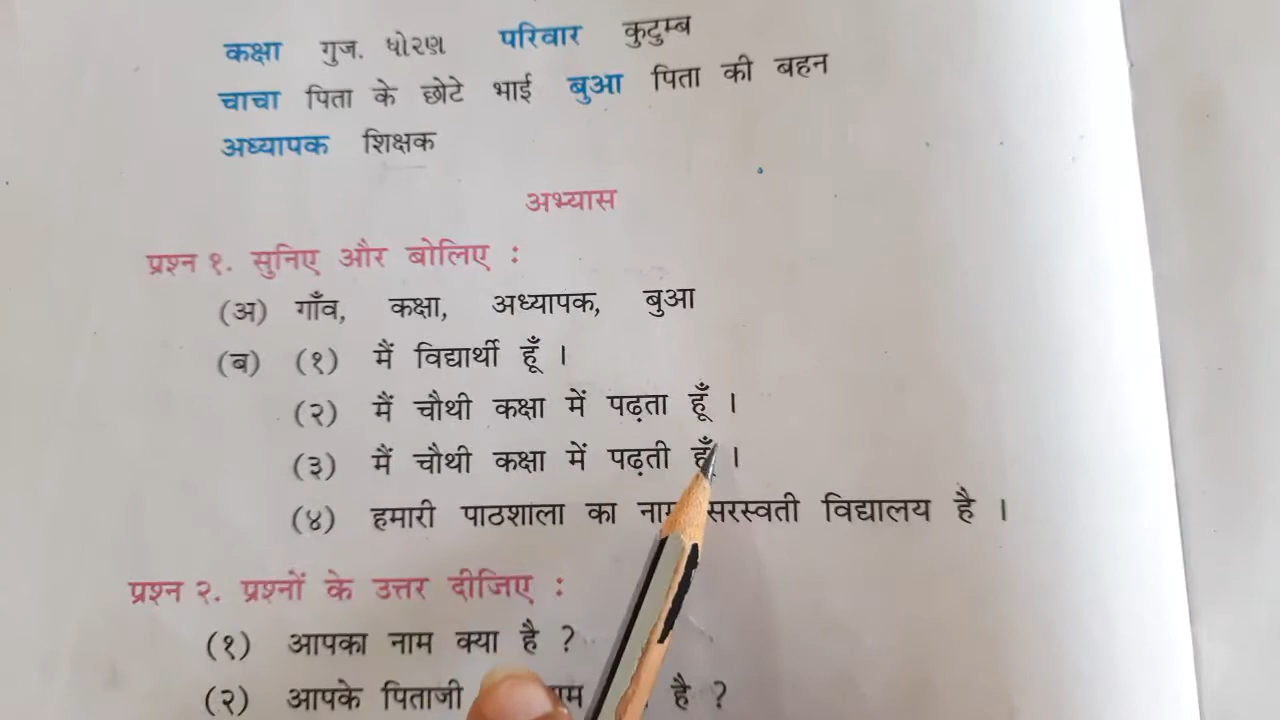 कक्षा गुज. ધોરણ परिवार कुटुम्ब
चाचा पिता के छोटे भाई बुआ पिता की बहन
अध्यापक शिक्षक
अभ्यास
प्रश्न १. सुनिए और बोलिए :
(अ) गाँव, कक्षा, अध्यापक, बुआ
(ब) (१) मैं विद्यार्थी हूँ ।
(२) मैं चौथी कक्षा में पढ़ता हूँ ।
(३) मैं चौथी कक्षा में पढ़ती हूँ ।
(४) हमारी पाठशाला का नाम सरस्वती विद्यालय है ।
प्रश्न २. प्रश्नों के उत्तर दीजिए :
(१) आपका नाम क्या है ?
(२) आपके पिताजी है ?